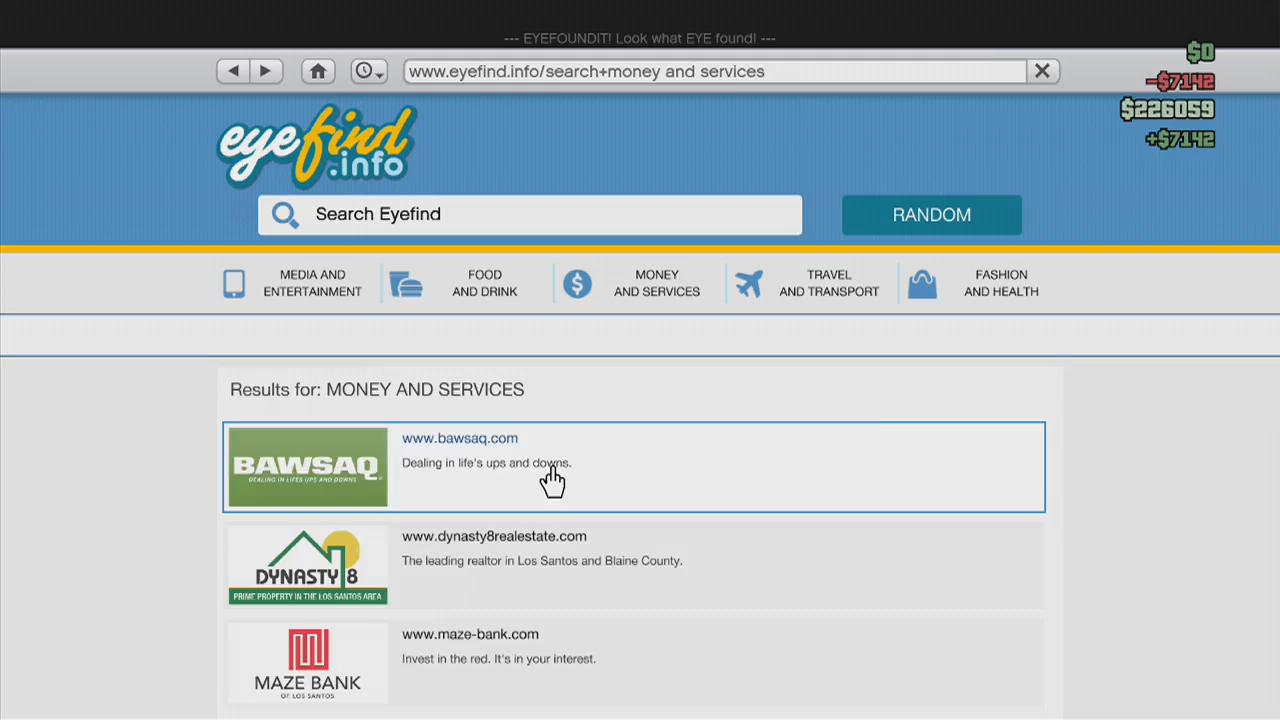 --- EYEFOUNDIT! Look what EYE found! ---
$0
-$7142
$226059
+$7142
www.eyefind.info/search+money and services
eyefind
.info
Search Eyefind
RANDOM
MEDIA AND
ENTERTAINMENT
FOOD
AND DRINK
MONEY
AND SERVICES
TRAVEL
AND TRANSPORT
FASHION
AND HEALTH
Results for: MONEY AND SERVICES
BAWSAQ
DEALING IN LIFES UPS AND DOWNS
www.bawsaq.com
Dealing in life's ups and downs.
DYNASTY 8
PRIME PROPERTY IN THE LOS SANTOS AREA
www.dynasty8realestate.com
The leading realtor in Los Santos and Blaine County.
MAZE BANK
OF LOS SANTOS
www.maze-bank.com
Invest in the red. It's in your interest.